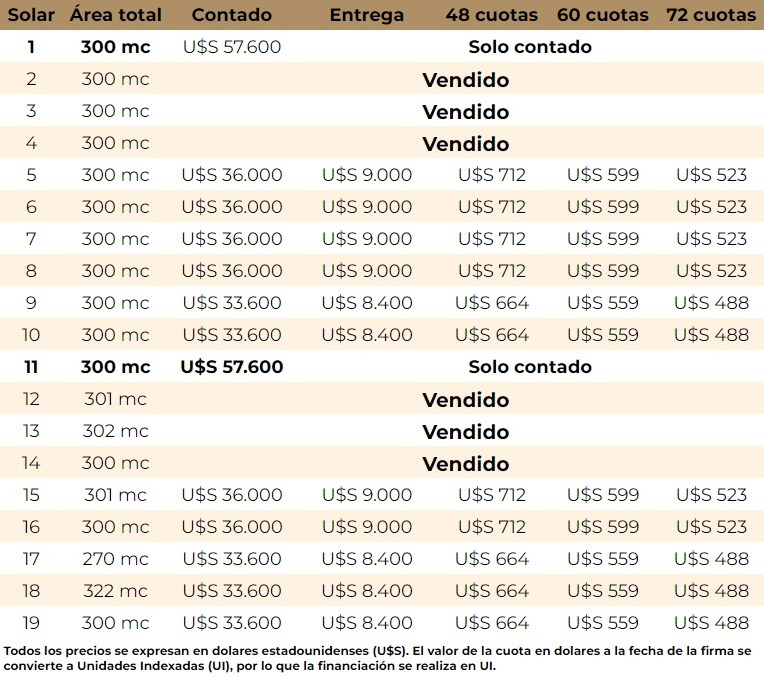 Solar Área total Contado Entrega 48 cuotas 60 cuotas 72 cuotas
1 300 mc U$S 57.600 Solo contado
2 300 mc Vendido
3 300 mc Vendido
4 300 mc Vendido
5 300 mc U$S 36.000 U$S 9.000 U$S 712 U$S 599 U$S 523
6 300 mc U$S 36.000 U$S 9.000 U$S 712 U$S 599 U$S 523
7 300 mc U$S 36.000 U$S 9.000 U$S 712 U$S 599 U$S 523
8 300 mc U$S 36.000 U$S 9.000 U$S 712 U$S 599 U$S 523
9 300 mc U$S 33.600 U$S 8.400 U$S 664 U$S 559 U$S 488
10 300 mc U$S 33.600 U$S 8.400 U$S 664 U$S 559 U$S 488
11 300 mc U$S 57.600 Solo contado
12 301 mc Vendido
13 302 mc Vendido
14 300 mc Vendido
15 301 mc U$S 36.000 U$S 9.000 U$S 712 U$S 599 U$S 523
16 300 mc U$S 36.000 U$S 9.000 U$S 712 U$S 599 U$S 523
17 270 mc U$S 33.600 U$S 8.400 U$S 664 U$S 559 U$S 488
18 322 mc U$S 33.600 U$S 8.400 U$S 664 U$S 559 U$S 488
19 300 mc U$S 33.600 U$S 8.400 U$S 664 U$S 559 U$S 488
Todos los precios se expresan en dolares estadounidenses (U$S). El valor de la cuota en dolares a la fecha de la firma se
convierte a Unidades Indexadas (UI), por lo que la financiación se realiza en UI.